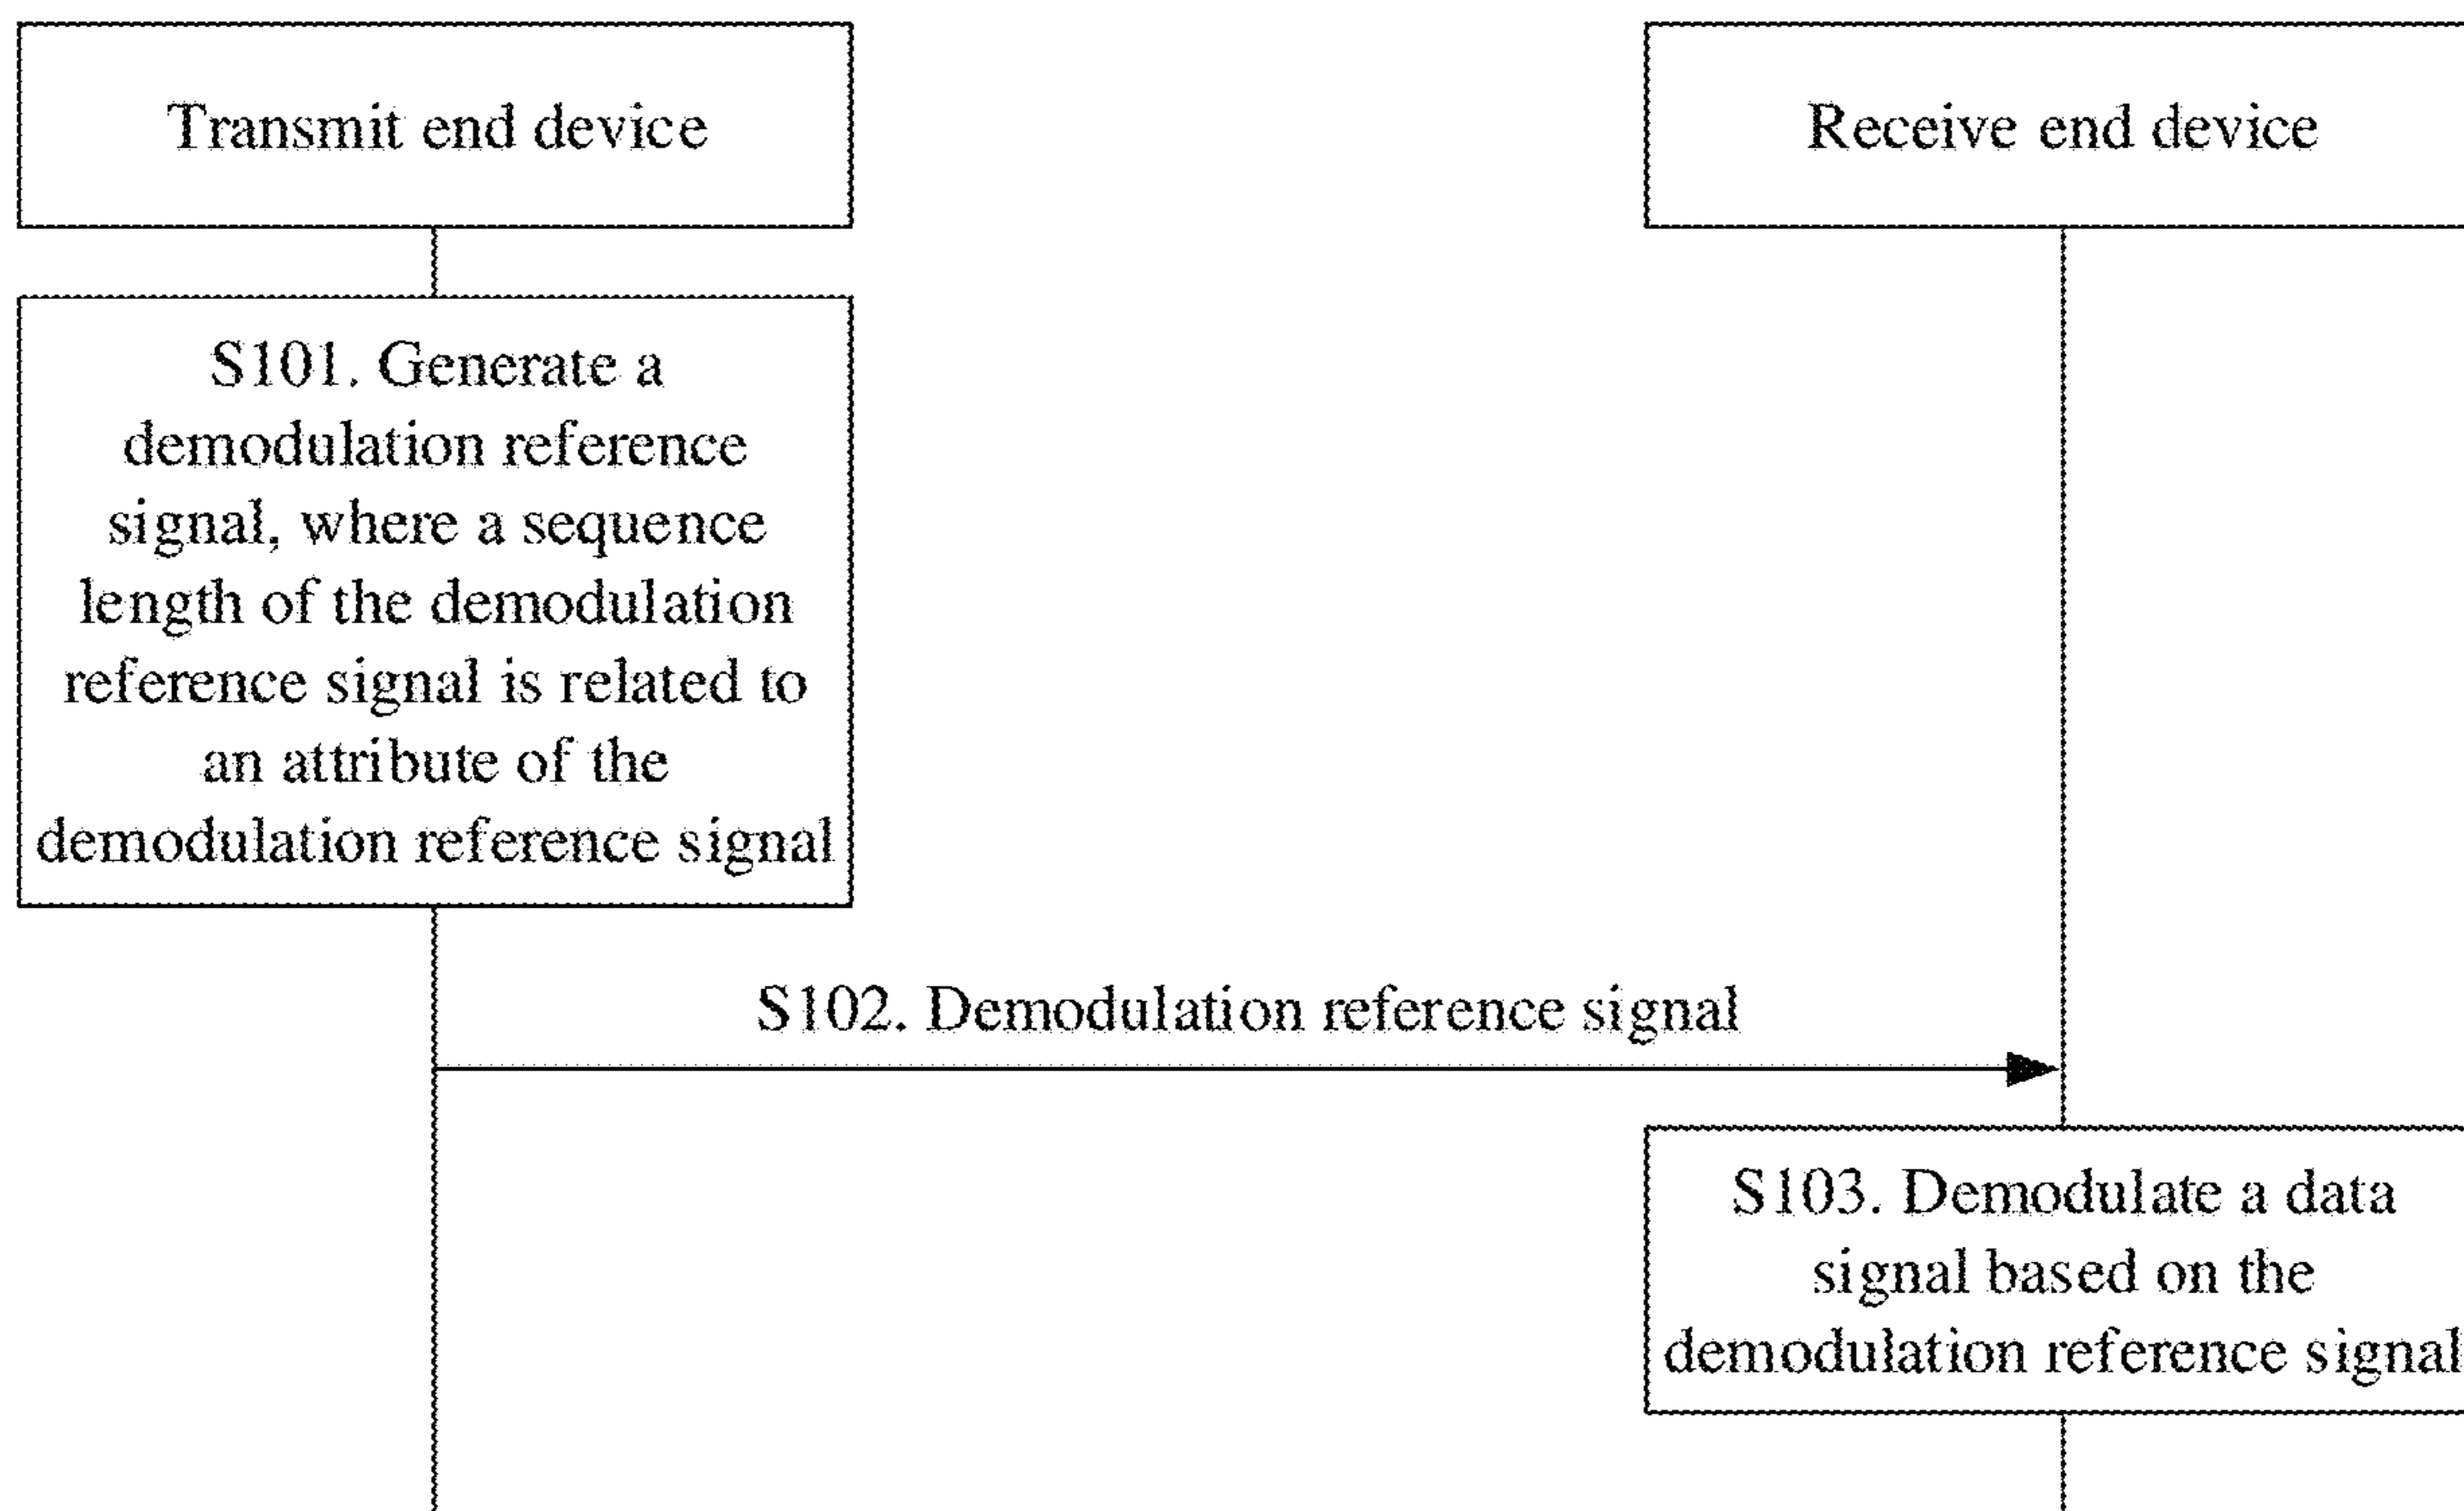 Transmit end device
Receive end device
S101. Generate a
demodulation reference
signal, where a sequence
length of the demodulation
reference signal is related to
an attribute of the
demodulation reference signal
S102. Demodulation reference signal
S103. Demodulate a data
signal based on the
demodulation reference signal